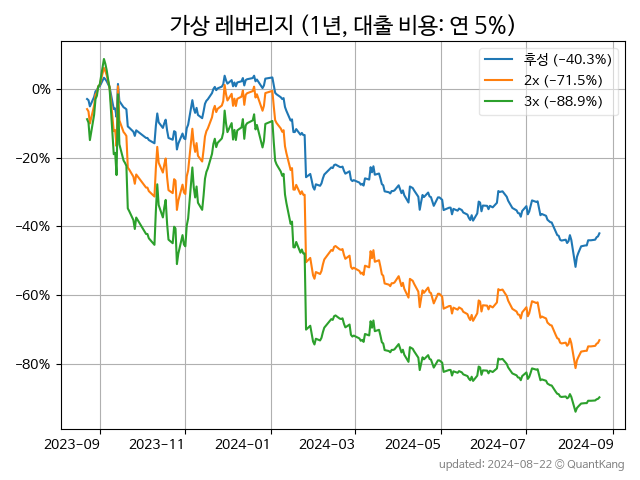 가상 레버리지 (1년, 대출 비용: 연 5%)
후성 (−40.3%)
2x (−71.5%)
3x (−88.9%)
0%
−20%
−40%
−60%
−80%
2023-09 2023-11 2024-01 2024-03 2024-05 2024-07 2024-09
updated: 2024-08-22 © QuantKang